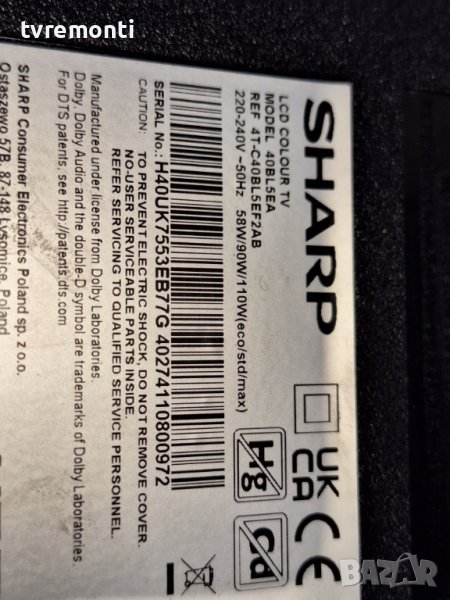 tvremonti
SHARP
LCD COLOUR TV
MODEL 40BL5EA
REF 4T-C40BL5EF2AB
220-240V ~50Hz 58W/90W/110W(eco/std/max)
UK
CA
CE
Hg
Cd
SERIAL No.: H40UK7553EB77G 40274110800972
CAUTION: TO PREVENT ELECTRIC SHOCK, DO NOT REMOVE COVER.
NO-USER SERVICEABLE PARTS INSIDE.
REFER SERVICING TO QUALIFIED SERVICE PERSONNEL.
Manufactured under license from Dolby Laboratories.
Dolby, Dolby Audio and the double-D symbol are trademarks of Dolby Laboratories
For DTS patents, see http://patents.dts.com
SHARP Consumer Electronics Poland sp. z o.o.
Ostaszewo 57B, 87-148 Łysomice, Poland
BAZAR.bg